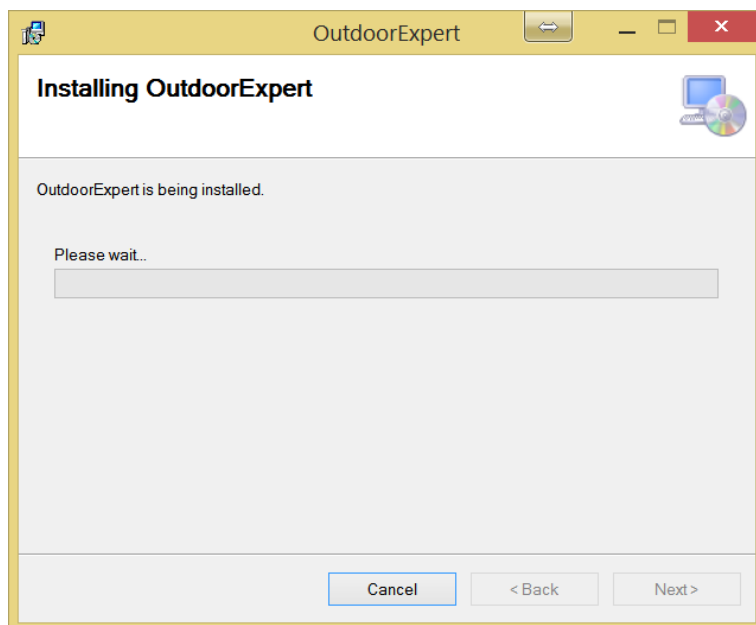 OutdoorExpert
Installing OutdoorExpert
OutdoorExpert is being installed.
Please wait...
Cancel
< Back
Next >